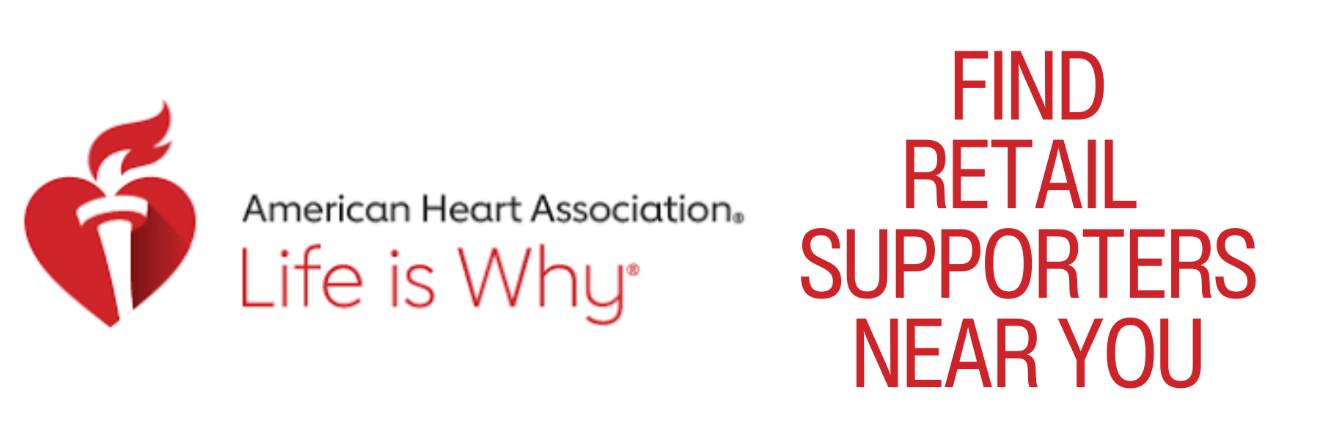 American Heart Association®
Life is Why®
FIND
RETAIL
SUPPORTERS
NEAR YOU